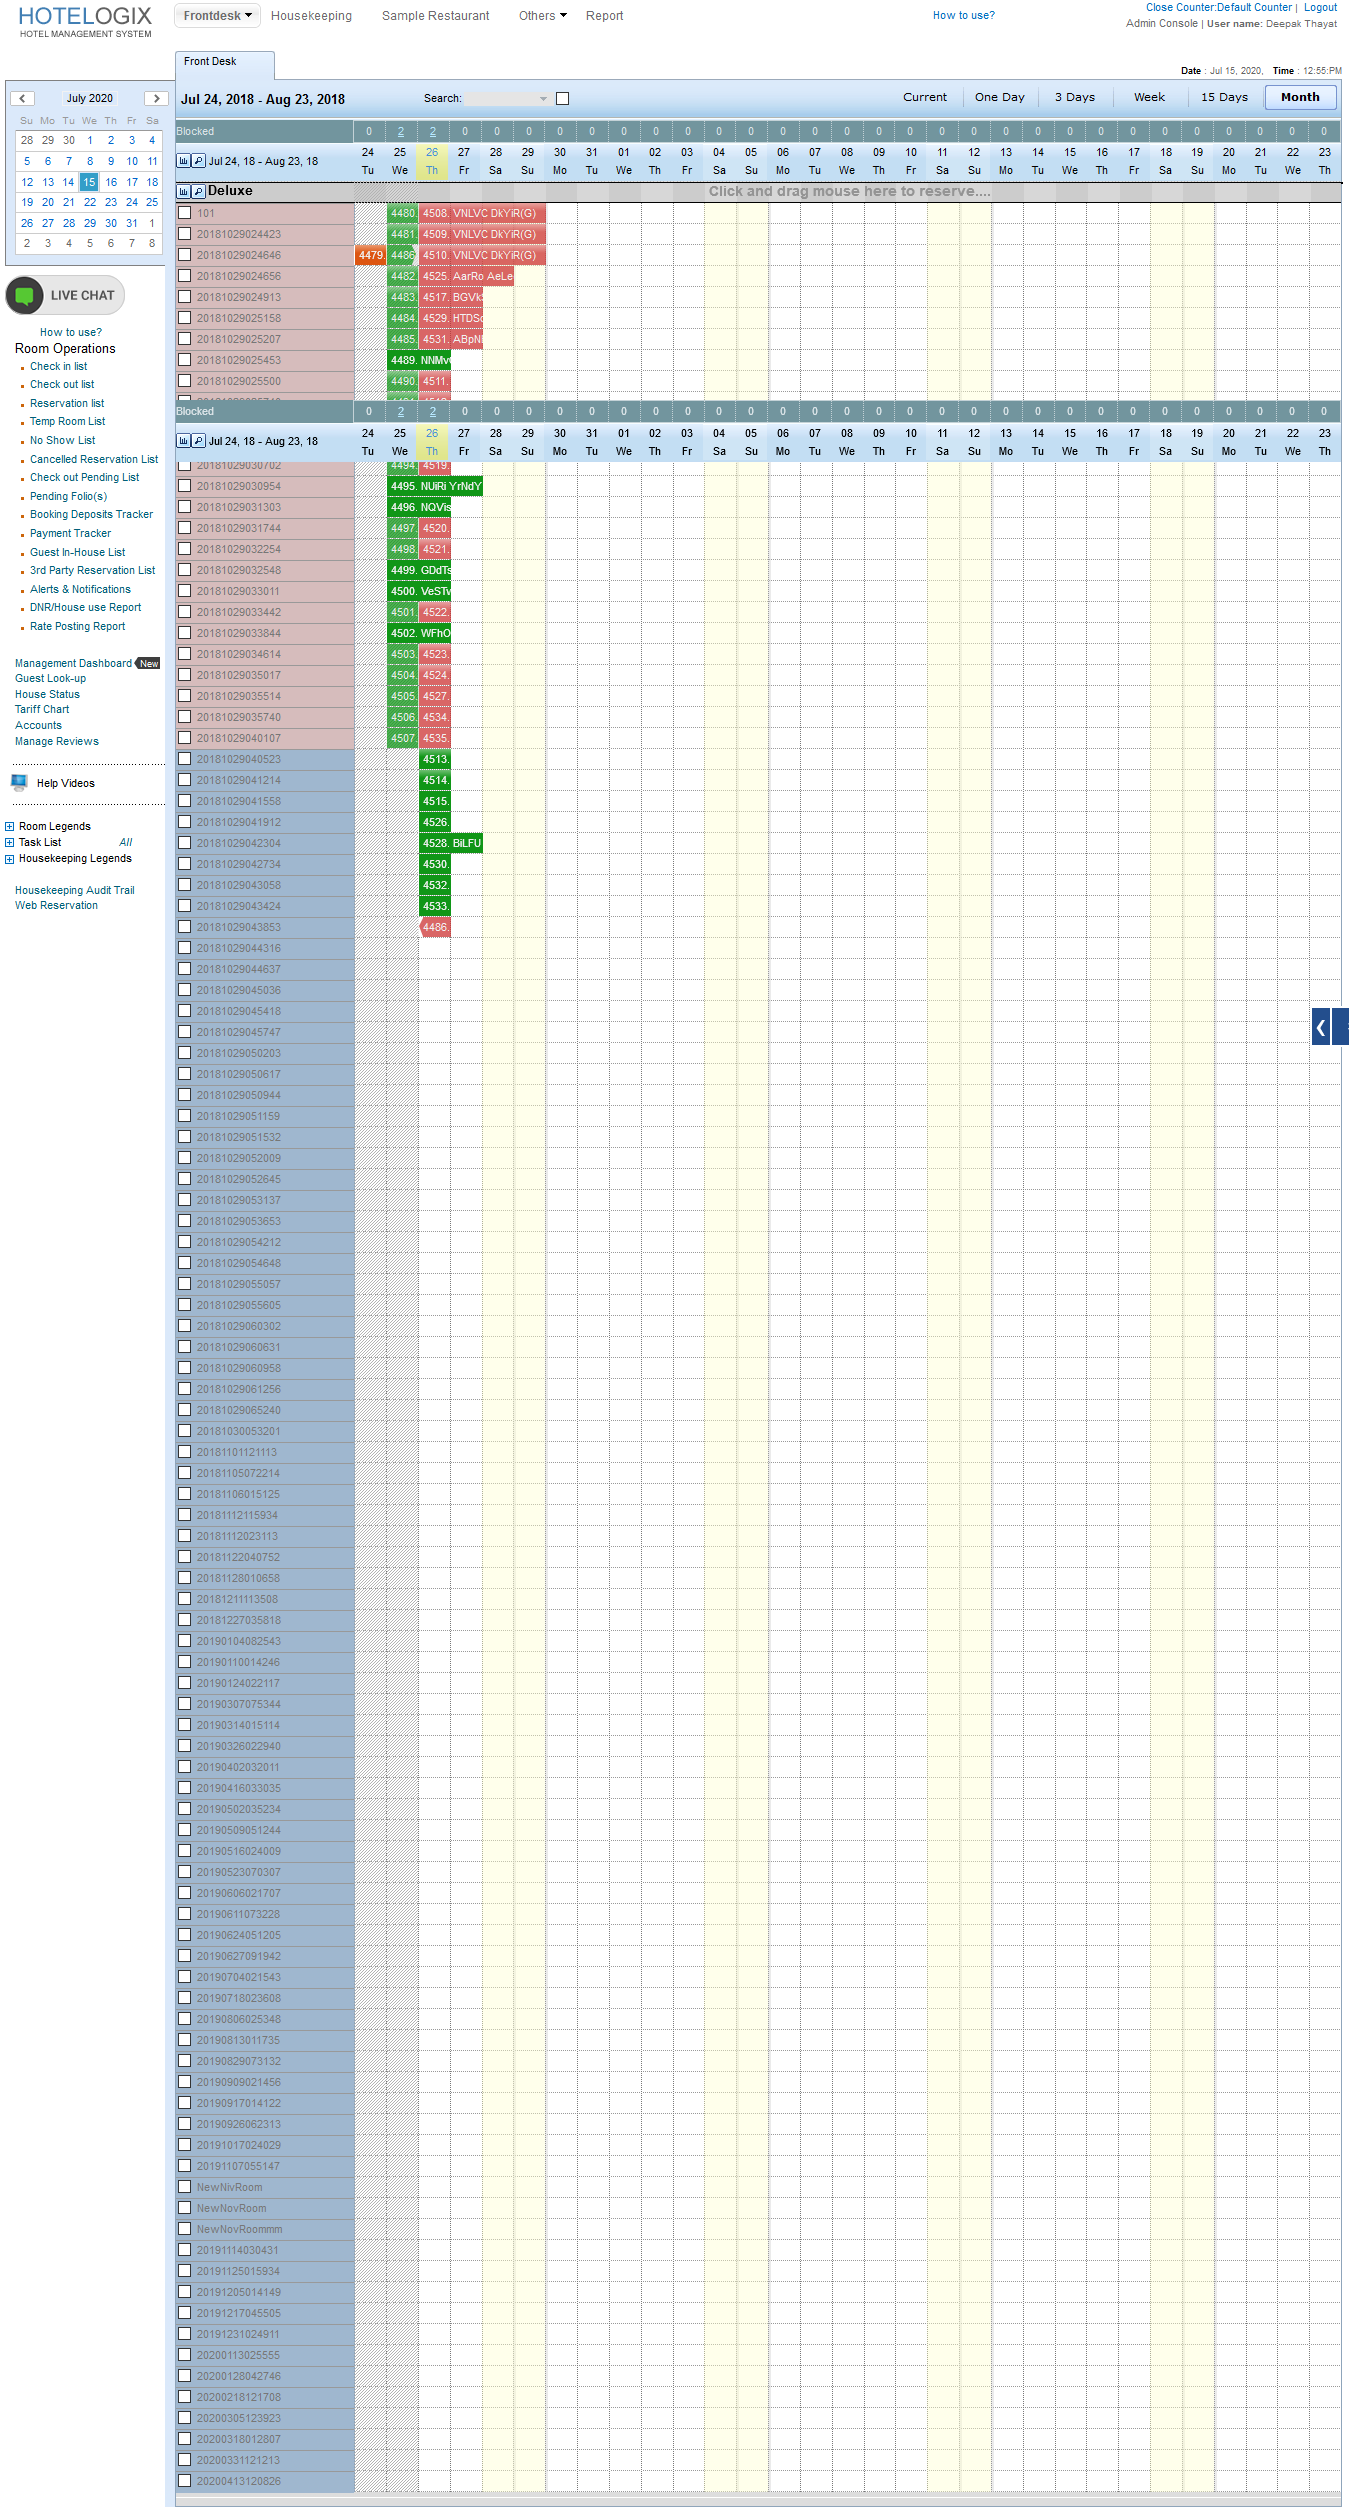 HOTELOGIX
HOTEL MANAGEMENT SYSTEM
Frontdesk Housekeeping Sample Restaurant Others Report
How to use?
Close Counter:Default Counter | Logout
Admin Console | User name: Deepak Thayat
Front Desk
Date : Jul 15, 2020, Time : 12:55:PM
July 2020
Su Mo Tu We Th Fr Sa
28 29 30 1 2 3 4
5 6 7 8 9 10 11
12 13 14 15 16 17 18
19 20 21 22 23 24 25
26 27 28 29 30 31 1
2 3 4 5 6 7 8
LIVE CHAT
How to use?
Room Operations
Check in list
Check out list
Reservation list
Temp Room List
No Show List
Cancelled Reservation List
Check out Pending List
Pending Folio(s)
Booking Deposits Tracker
Payment Tracker
Guest In-House List
3rd Party Reservation List
Alerts & Notifications
DNR/House use Report
Rate Posting Report
Management Dashboard New
Guest Look-up
House Status
Tariff Chart
Accounts
Manage Reviews
Help Videos
Room Legends
Task List All
Housekeeping Legends
Housekeeping Audit Trail
Web Reservation
Jul 24, 2018 - Aug 23, 2018 Search: Current One Day 3 Days Week 15 Days Month
Blocked 0 2 2 0 0 0 0 0 0 0 0 0 0 0 0 0 0 0 0 0 0 0 0 0 0 0 0 0 0 0 0
24 25 26 27 28 29 30 31 01 02 03 04 05 06 07 08 09 10 11 12 13 14 15 16 17 18 19 20 21 22 23
Jul 24, 18 - Aug 23, 18
Tu We Th Fr Sa Su Mo Tu We Th Fr Sa Su Mo Tu We Th Fr Sa Su Mo Tu We Th Fr Sa Su Mo Tu We Th
Deluxe Click and drag mouse here to reserve....
101 4480. 4508. VNLVC DkYiR(G)
20181029024423 4481. 4509. VNLVC DkYiR(G)
20181029024646 4479. 4486 4510. VNLVC DkYiR(G)
20181029024656 4482. 4525. AarRo AeLe
20181029024913 4483. 4517. BGVk
20181029025158 4484. 4529. HTDS
20181029025207 4485. 4531. ABpN
20181029025453 4489. NNMv
20181029025500 4490. 4511.
Blocked 0 2 2 0 0 0 0 0 0 0 0 0 0 0 0 0 0 0 0 0 0 0 0 0 0 0 0 0 0 0 0
24 25 26 27 28 29 30 31 01 02 03 04 05 06 07 08 09 10 11 12 13 14 15 16 17 18 19 20 21 22 23
Jul 24, 18 - Aug 23, 18
Tu We Th Fr Sa Su Mo Tu We Th Fr Sa Su Mo Tu We Th Fr Sa Su Mo Tu We Th Fr Sa Su Mo Tu We Th
20181029030702 4494. 4519.
20181029030954 4495. NUiRi YrNdY
20181029031303 4496. NQVis
20181029031744 4497. 4520.
20181029032254 4498. 4521.
20181029032548 4499. GDdTs
20181029033011 4500. VeSTv
20181029033442 4501. 4522.
20181029033844 4502. WFhO
20181029034614 4503. 4523.
20181029035017 4504. 4524.
20181029035514 4505. 4527.
20181029035740 4506. 4534.
20181029040107 4507. 4535.
20181029040523 4513.
20181029041214 4514.
20181029041558 4515.
20181029041912 4526.
20181029042304 4528. BiLFU
20181029042734 4530.
20181029043058 4532.
20181029043424 4533.
20181029043853 4486.
20181029044316
20181029044637
20181029045036
20181029045418
20181029045747
20181029050203
20181029050617
20181029050944
20181029051159
20181029051532
20181029052009
20181029052645
20181029053137
20181029053653
20181029054212
20181029054648
20181029055057
20181029055605
20181029060302
20181029060631
20181029060958
20181029061256
20181029065240
20181030053201
20181101121113
20181105072214
20181106015125
20181112115934
20181112023113
20181122040752
20181128010658
20181211113508
20181227035818
20190104082543
20190110014246
20190124022117
20190307075344
20190314015114
20190326022940
20190402032011
20190416033035
20190502035234
20190509051244
20190516024009
20190523070307
20190606021707
20190611073228
20190624051205
20190627091942
20190704021543
20190718023608
20190806025348
20190813011735
20190829073132
20190909021456
20190917014122
20190926062313
20191017024029
20191107055147
NewNivRoom
NewNovRoom
NewNovRoommm
20191114030431
20191125015934
20191205014149
20191217045505
20191231024911
20200113025555
20200128042746
20200218121708
20200305123923
20200318012807
20200331121213
20200413120826